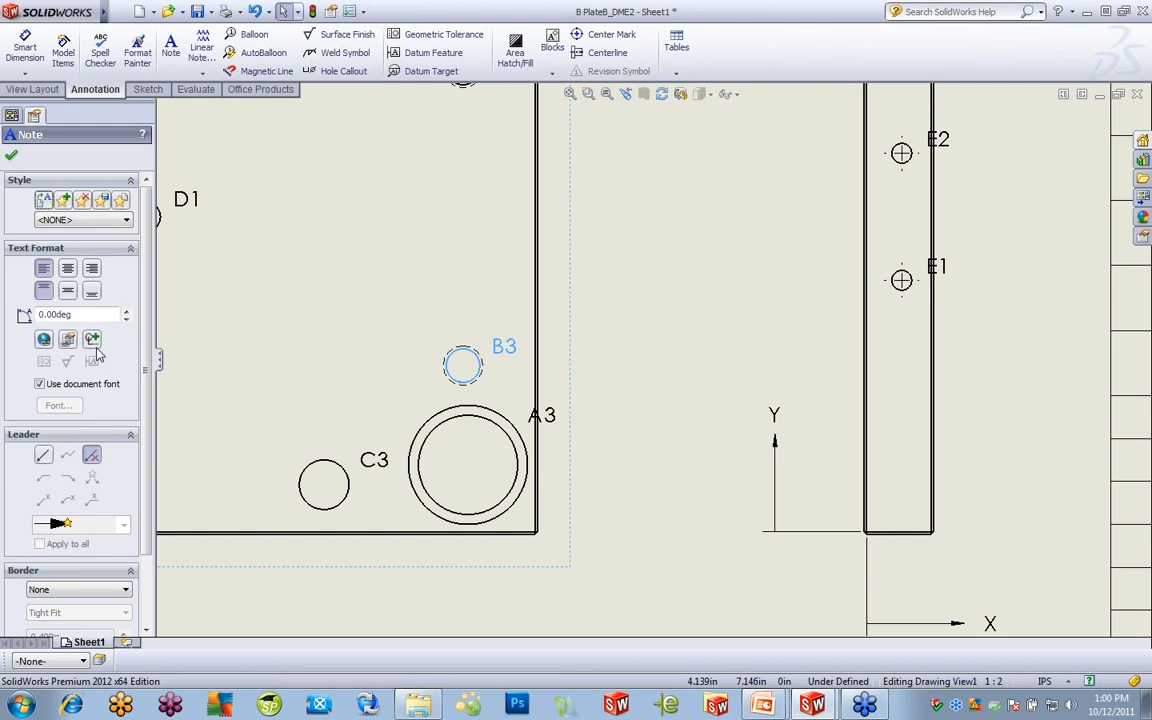 SOLIDWORKS
B PlateB_DME2 - Sheet1 *
Search SolidWorks Help
Smart Dimension
Model Items
Spell Checker
Format Painter
Note
Linear Note...
Balloon
AutoBalloon
Magnetic Line
Surface Finish
Weld Symbol
Hole Callout
Geometric Tolerance
Datum Feature
Datum Target
Area Hatch/Fill
Blocks
Center Mark
Centerline
Revision Symbol
Tables
View Layout
Annotation
Sketch
Evaluate
Office Products
Note
?
Style
<NONE>
Text Format
0.00deg
Use document font
Font...
Leader
Apply to all
Border
None
Tight Fit
D1
B3
A3
C3
E2
E1
Y
X
Sheet1
-None-
SolidWorks Premium 2012 x64 Edition
4.139in
7.146in
0in
Under Defined
Editing Drawing View1
1 : 2
IPS
1:00 PM
10/12/2011